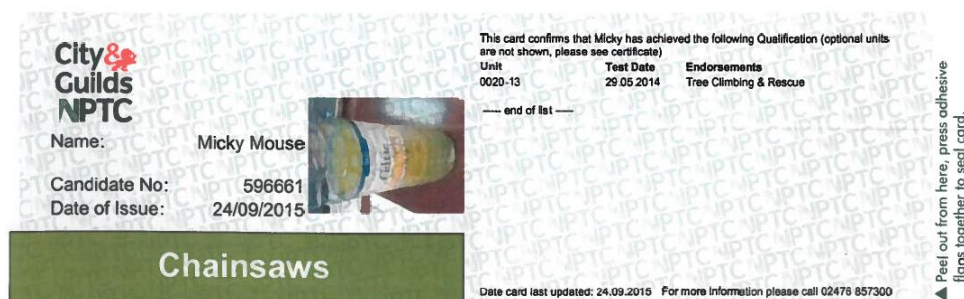 City&
Guilds
NPTC
Name: Micky Mouse
Candidate No: 596661
Date of Issue: 24/09/2015
Chainsaws
This card confirms that Micky has achieved the following Qualification (optional units
are not shown, please see certificate)
Unit Test Date Endorsements
0020-13 29.05.2014 Tree Climbing & Rescue
---- end of list ----
Date card last updated: 24.09.2015 For more information please call 02476 857300
▲ Peel out from here, press adhesive
flaps together to seal card.